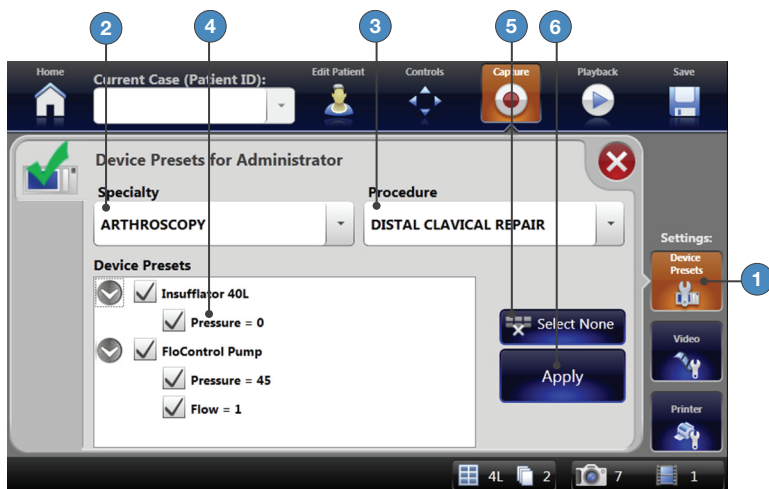 2 4 3 5 6
Home Edit Patient Controls Capture Playback Save
Current Case (Patient ID):
Device Presets for Administrator
Specialty Procedure
ARTHROSCOPY DISTAL CLAVICAL REPAIR
Settings:
Device Presets
Device
Presets
1
Insufflator 40L
Pressure = 0
Select None
FloControl Pump
Video
Pressure = 45
Apply
Flow = 1
Printer
4L 2 7 1